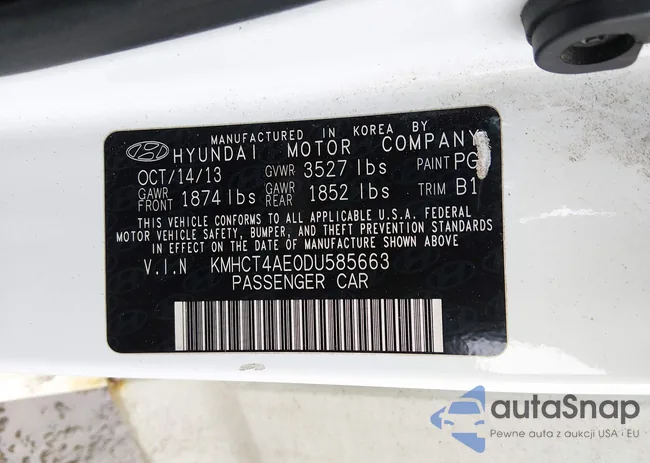 MANUFACTURED IN KOREA BY
HYUNDAI MOTOR COMPANY
OCT/14/13 GVWR 3527 lbs PAINT PG
GAWR FRONT 1874 lbs GAWR REAR 1852 lbs TRIM B1
THIS VEHICLE CONFORMS TO ALL APPLICABLE U.S.A. FEDERAL
MOTOR VEHICLE SAFETY, BUMPER, AND THEFT PREVENTION STANDARDS
IN EFFECT ON THE DATE OF MANUFACTURE SHOWN ABOVE
V.I.N KMHCT4AE0DU585663
PASSENGER CAR
autaSnap
Pewne auta z aukcji USA i EU